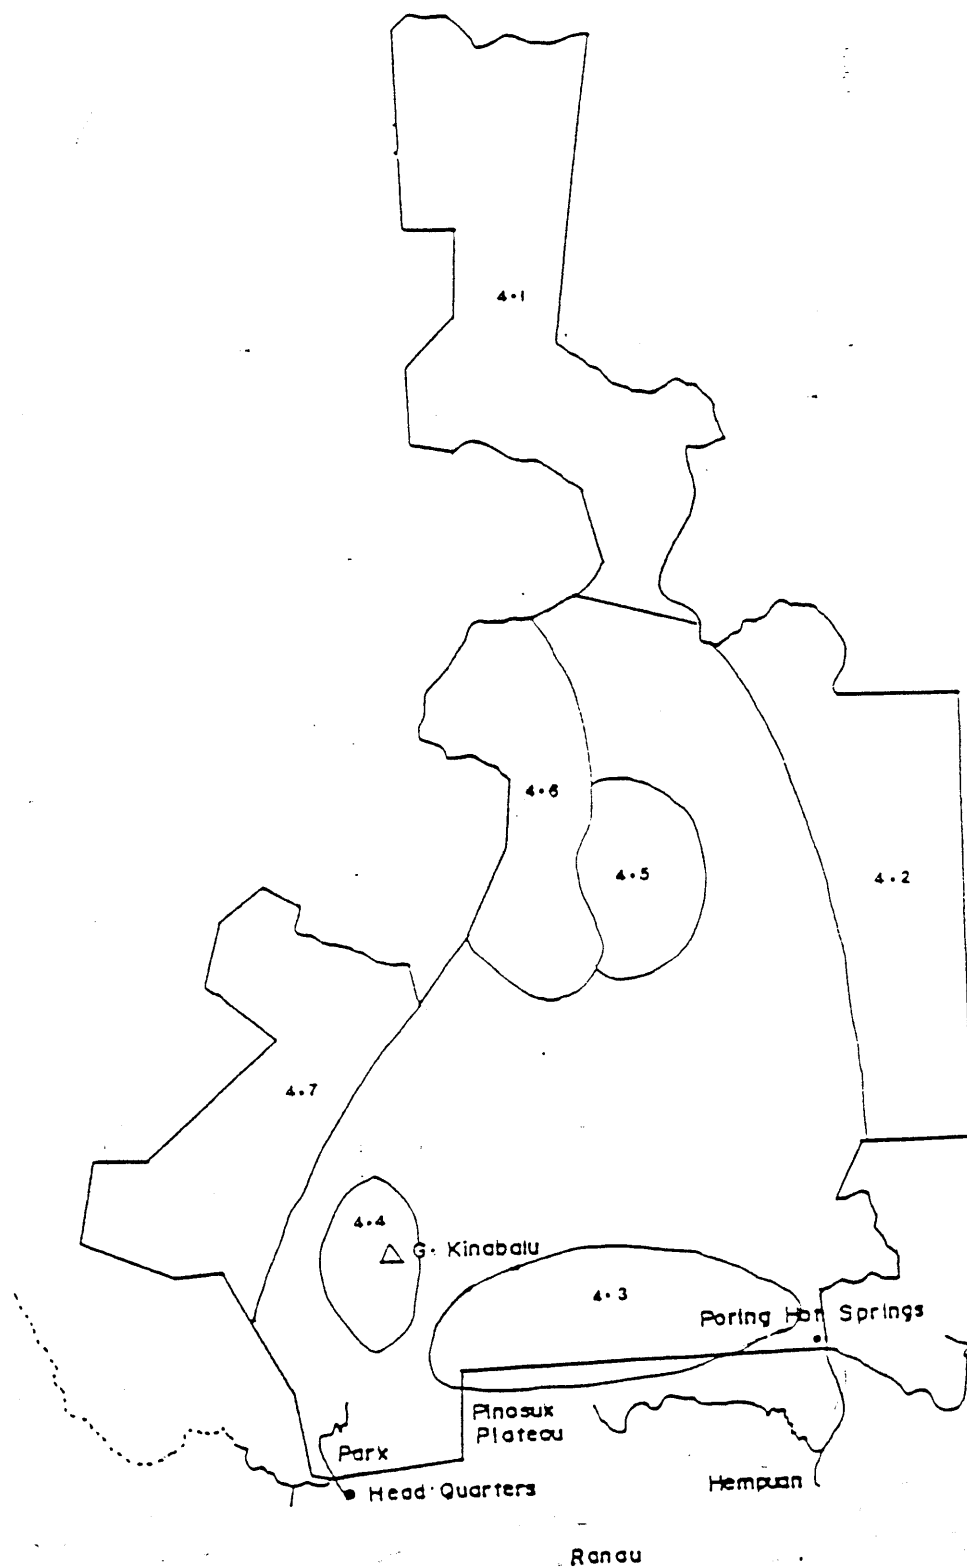 4.1
4.6
4.5
4.2
4.7
4.4
G. Kinabalu
4.3
Poring Hot Springs
Pinosuk
Plateau
Park
Head Quarters
Hempuan
Ranau